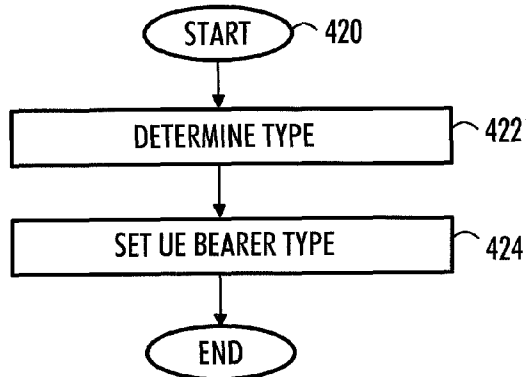 START 420
DETERMINE TYPE 422
SET UE BEARER TYPE 424
END